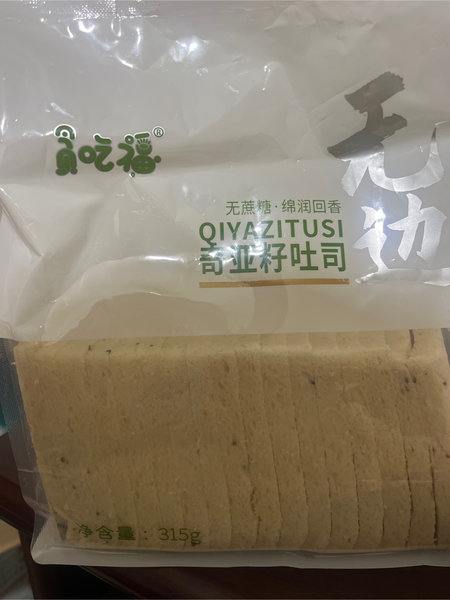 贠吃福®
无边
无蔗糖·绵润回香
QIYAZITUSI
奇亚籽吐司
净含量：315g